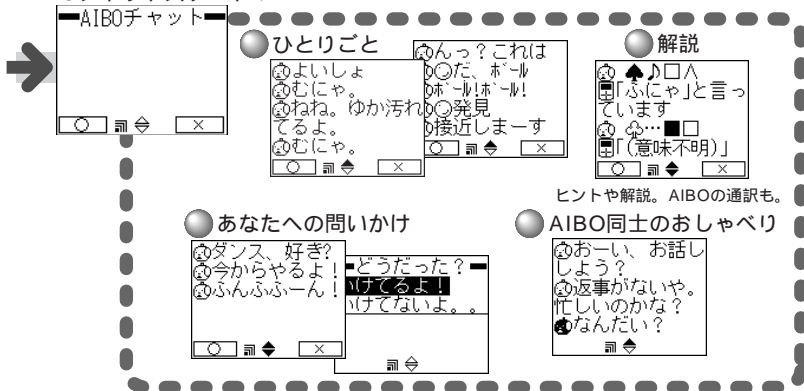 AIBOチャット
○ ×
ひとりごと
よいしょ
むにゃ。
ねね。ゆか汚れ
てるよ。
むにゃ。
○ ×
んっ？これは
○だ、ボール
ボール!ボール!
○発見
接近しまーす
○ ×
解説
♠♪□∧
「ふにゃ」と言っ
ています
♧…■□
「(意味不明)」
○ ×
ヒントや解説。AIBOの通訳も。
あなたへの問いかけ
ダンス、好き?
今からやるよ！
ふんふふーん！
○ ×
どうだった？
いけてるよ！
いけてないよ。。
AIBO同士のおしゃべり
おーい、お話し
しよう？
返事がないや。
忙しいのかな？
なんだい？